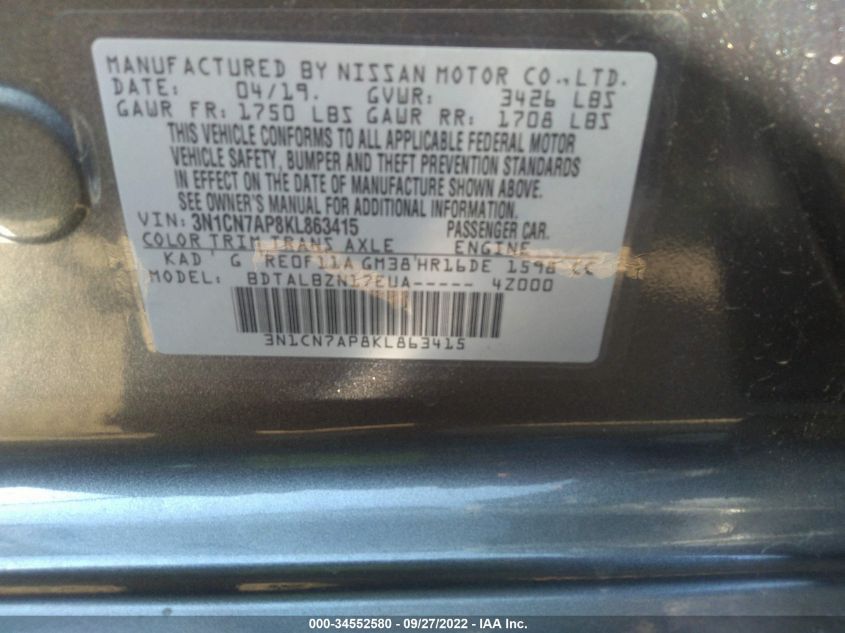 MANUFACTURED BY NISSAN MOTOR CO.,LTD.
DATE: 04/19. GVWR: 3426 LBS
GAWR FR: 1750 LBS GAWR RR: 1708 LBS
THIS VEHICLE CONFORMS TO ALL APPLICABLE FEDERAL MOTOR
VEHICLE SAFETY, BUMPER AND THEFT PREVENTION STANDARDS
IN EFFECT ON THE DATE OF MANUFACTURE SHOWN ABOVE.
SEE OWNER'S MANUAL FOR ADDITIONAL INFORMATION.
VIN: 3N1CN7AP8KL863415 PASSENGER CAR.
COLOR TRIM TRANS AXLE ENGINE
KAD G RE0F11A GM38 HR16DE 1598 CC
MODEL: BDTALBZN17EUA----- 4Z000
3N1CN7AP8KL863415
000-34552580 - 09/27/2022 - IAA Inc.